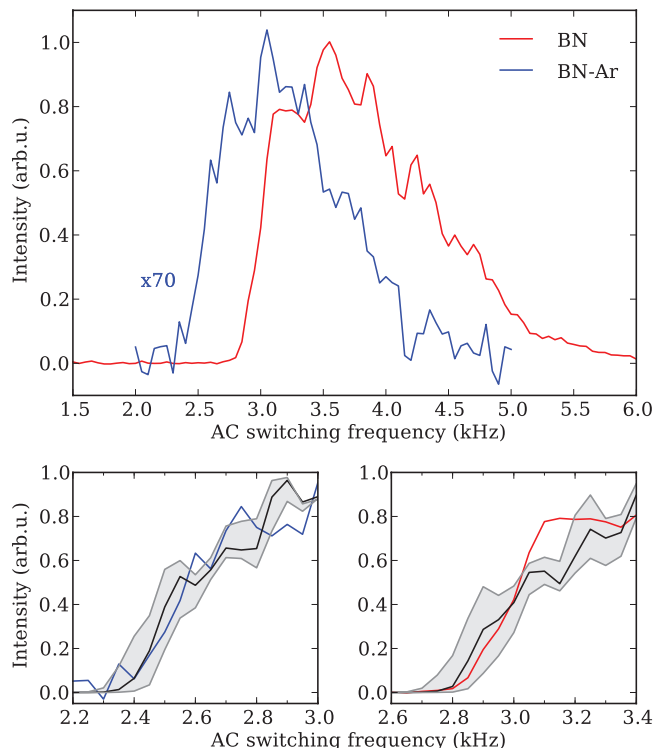 BN
BN-Ar
x70
Intensity (arb.u.)
1.0
0.8
0.6
0.4
0.2
0.0
1.5 2.0 2.5 3.0 3.5 4.0 4.5 5.0 5.5 6.0
AC switching frequency (kHz)
Intensity (arb.u.)
1.0
0.8
0.6
0.4
0.2
0.0
2.2 2.4 2.6 2.8 3.0
AC switching frequency (kHz)
1.0
0.8
0.6
0.4
0.2
0.0
2.6 2.8 3.0 3.2 3.4
AC switching frequency (kHz)